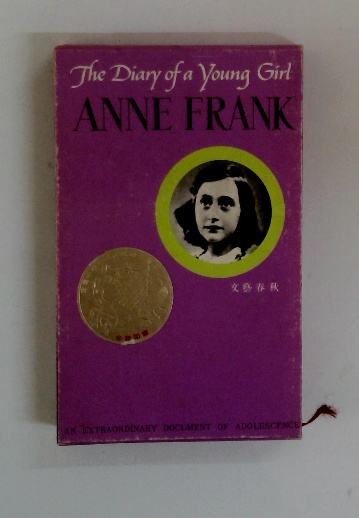 The Diary of a Young Girl
ANNE FRANK
文藝春秋
AN EXTRAORDINARY DOCUMENT OF ADOLESCENCE